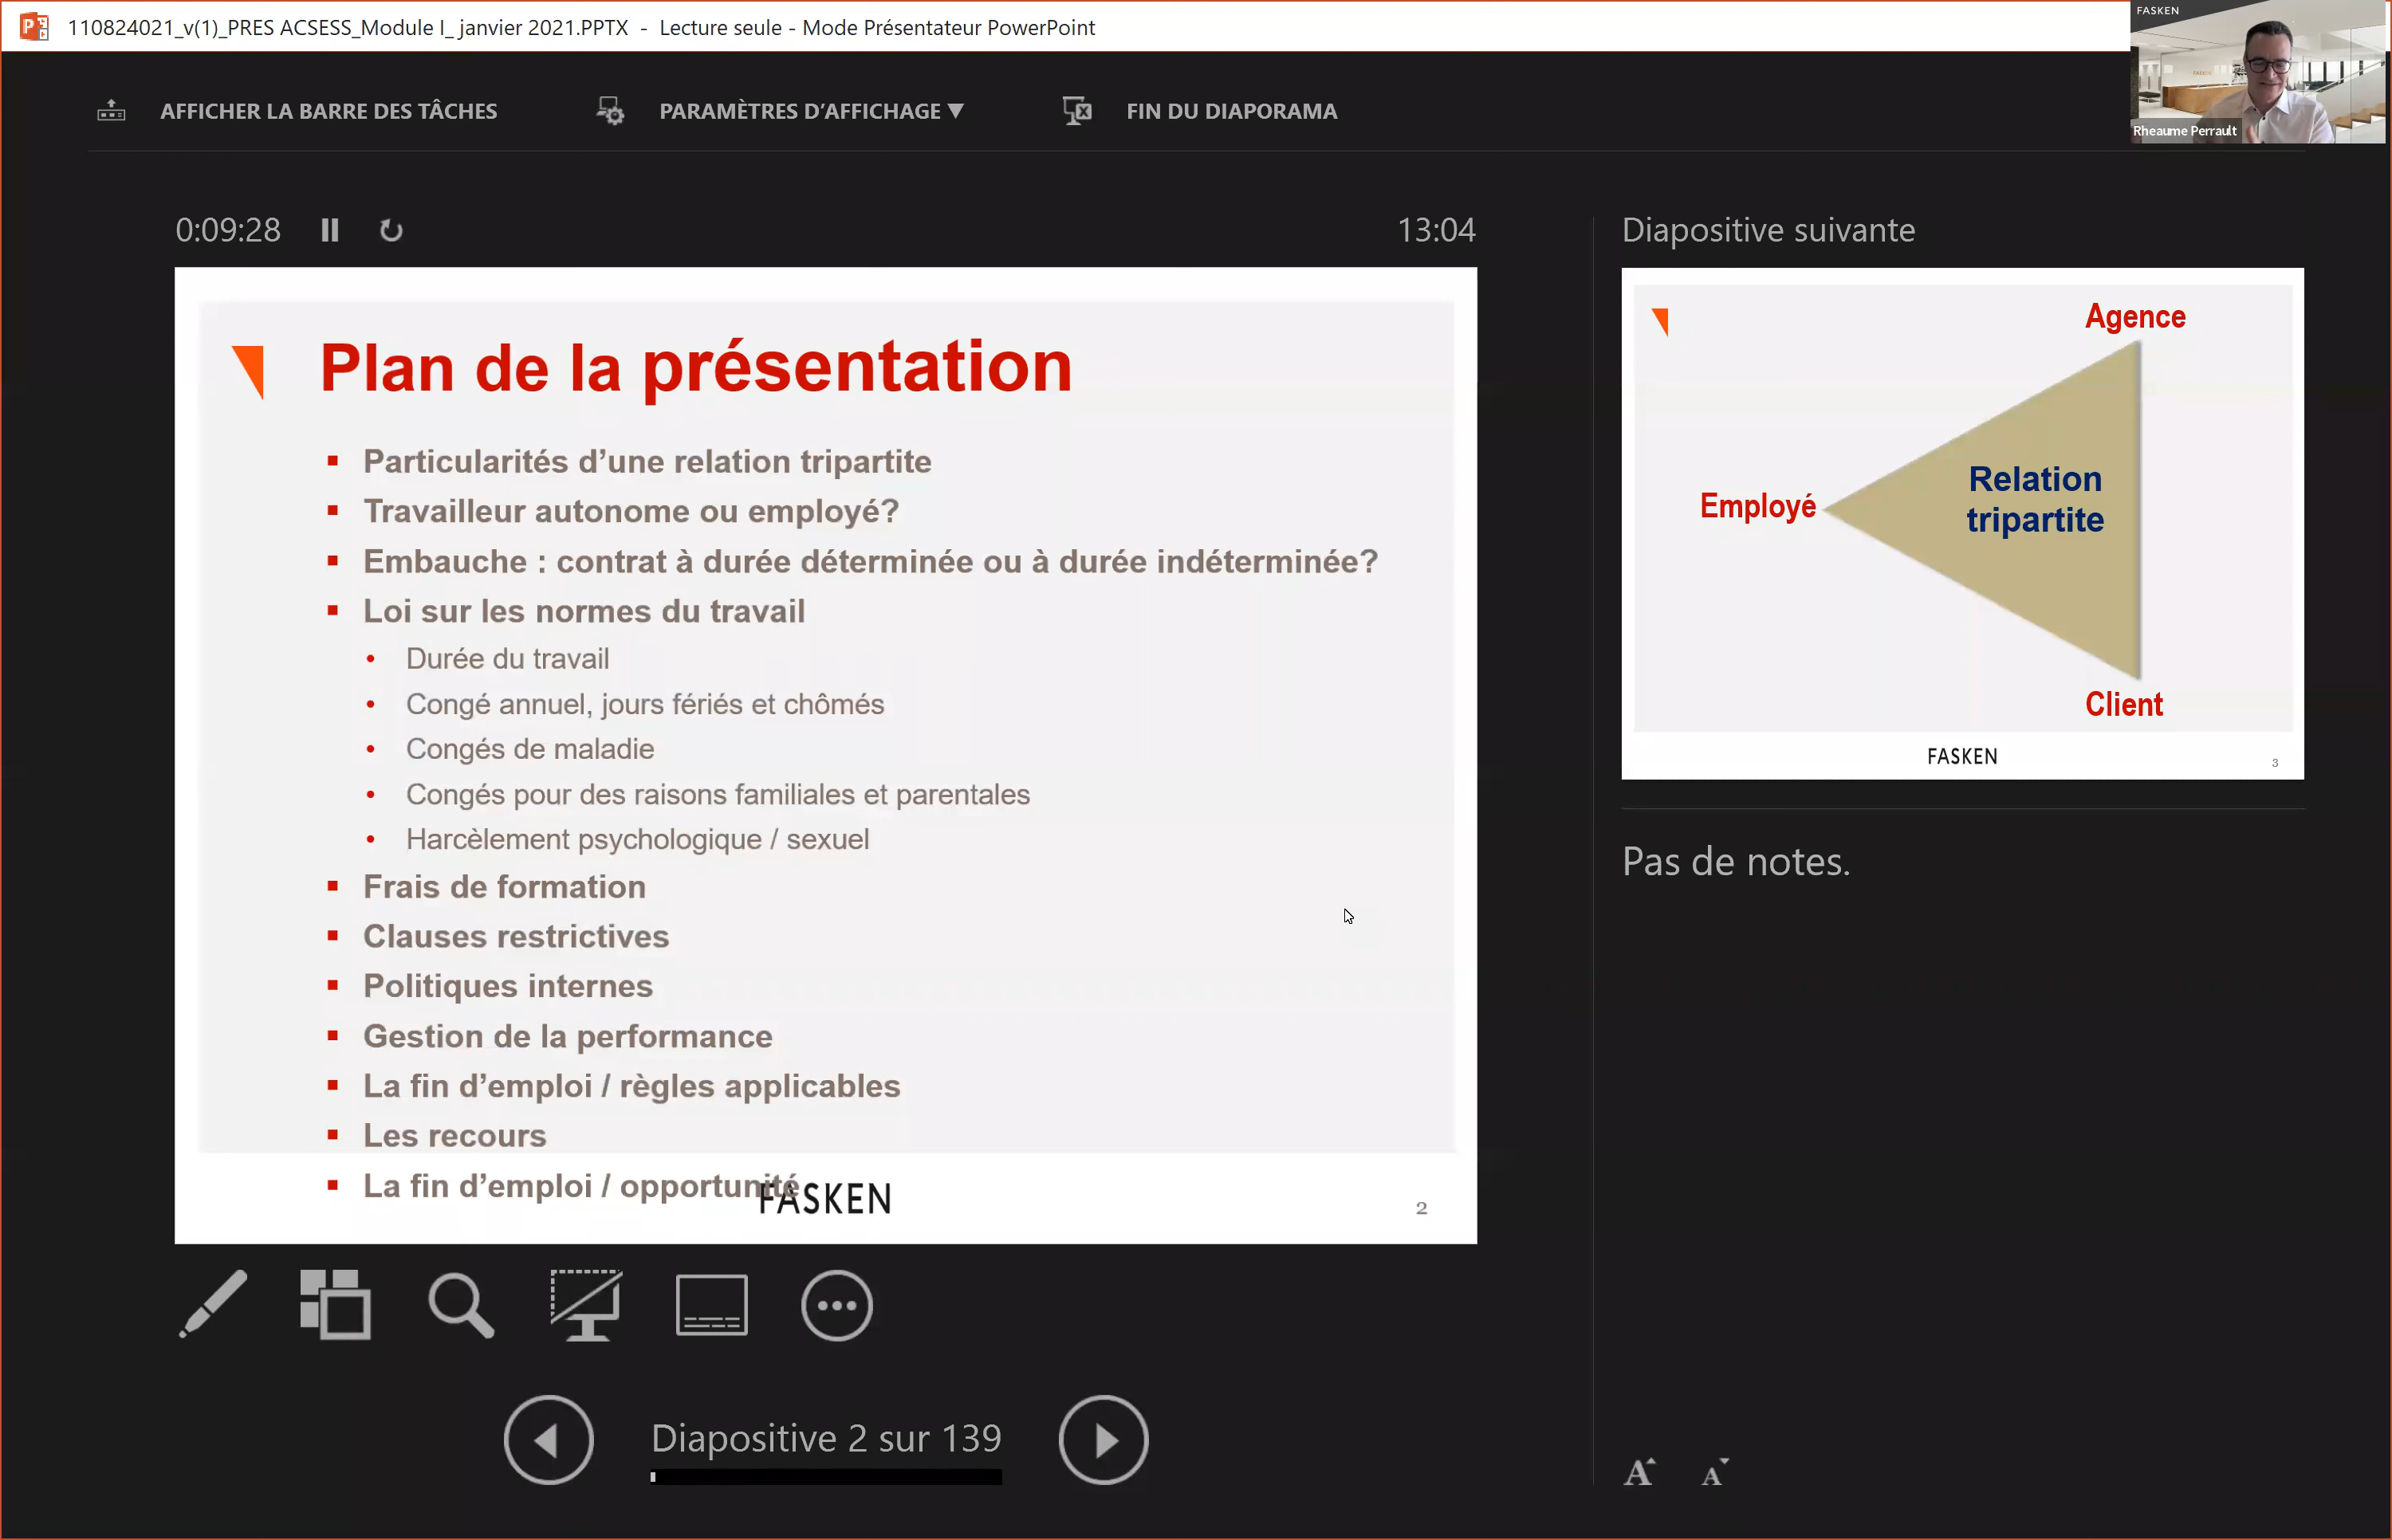 110824021_v(1)_PRES ACSESS_Module I_ janvier 2021.PPTX  -  Lecture seule - Mode Présentateur PowerPoint
FASKEN
Rheaume Perrault
AFFICHER LA BARRE DES TÂCHES
PARAMÈTRES D'AFFICHAGE ▼
FIN DU DIAPORAMA
0:09:28
13:04
Plan de la présentation
▪ Particularités d’une relation tripartite
▪ Travailleur autonome ou employé?
▪ Embauche : contrat à durée déterminée ou à durée indéterminée?
▪ Loi sur les normes du travail
• Durée du travail
• Congé annuel, jours fériés et chômés
• Congés de maladie
• Congés pour des raisons familiales et parentales
• Harcèlement psychologique / sexuel
▪ Frais de formation
▪ Clauses restrictives
▪ Politiques internes
▪ Gestion de la performance
▪ La fin d’emploi / règles applicables
▪ Les recours
▪ La fin d’emploi / opportunité
FASKEN
2
Diapositive 2 sur 139
Diapositive suivante
Agence
Employé
Relation
tripartite
Client
FASKEN
3
Pas de notes.
A
A